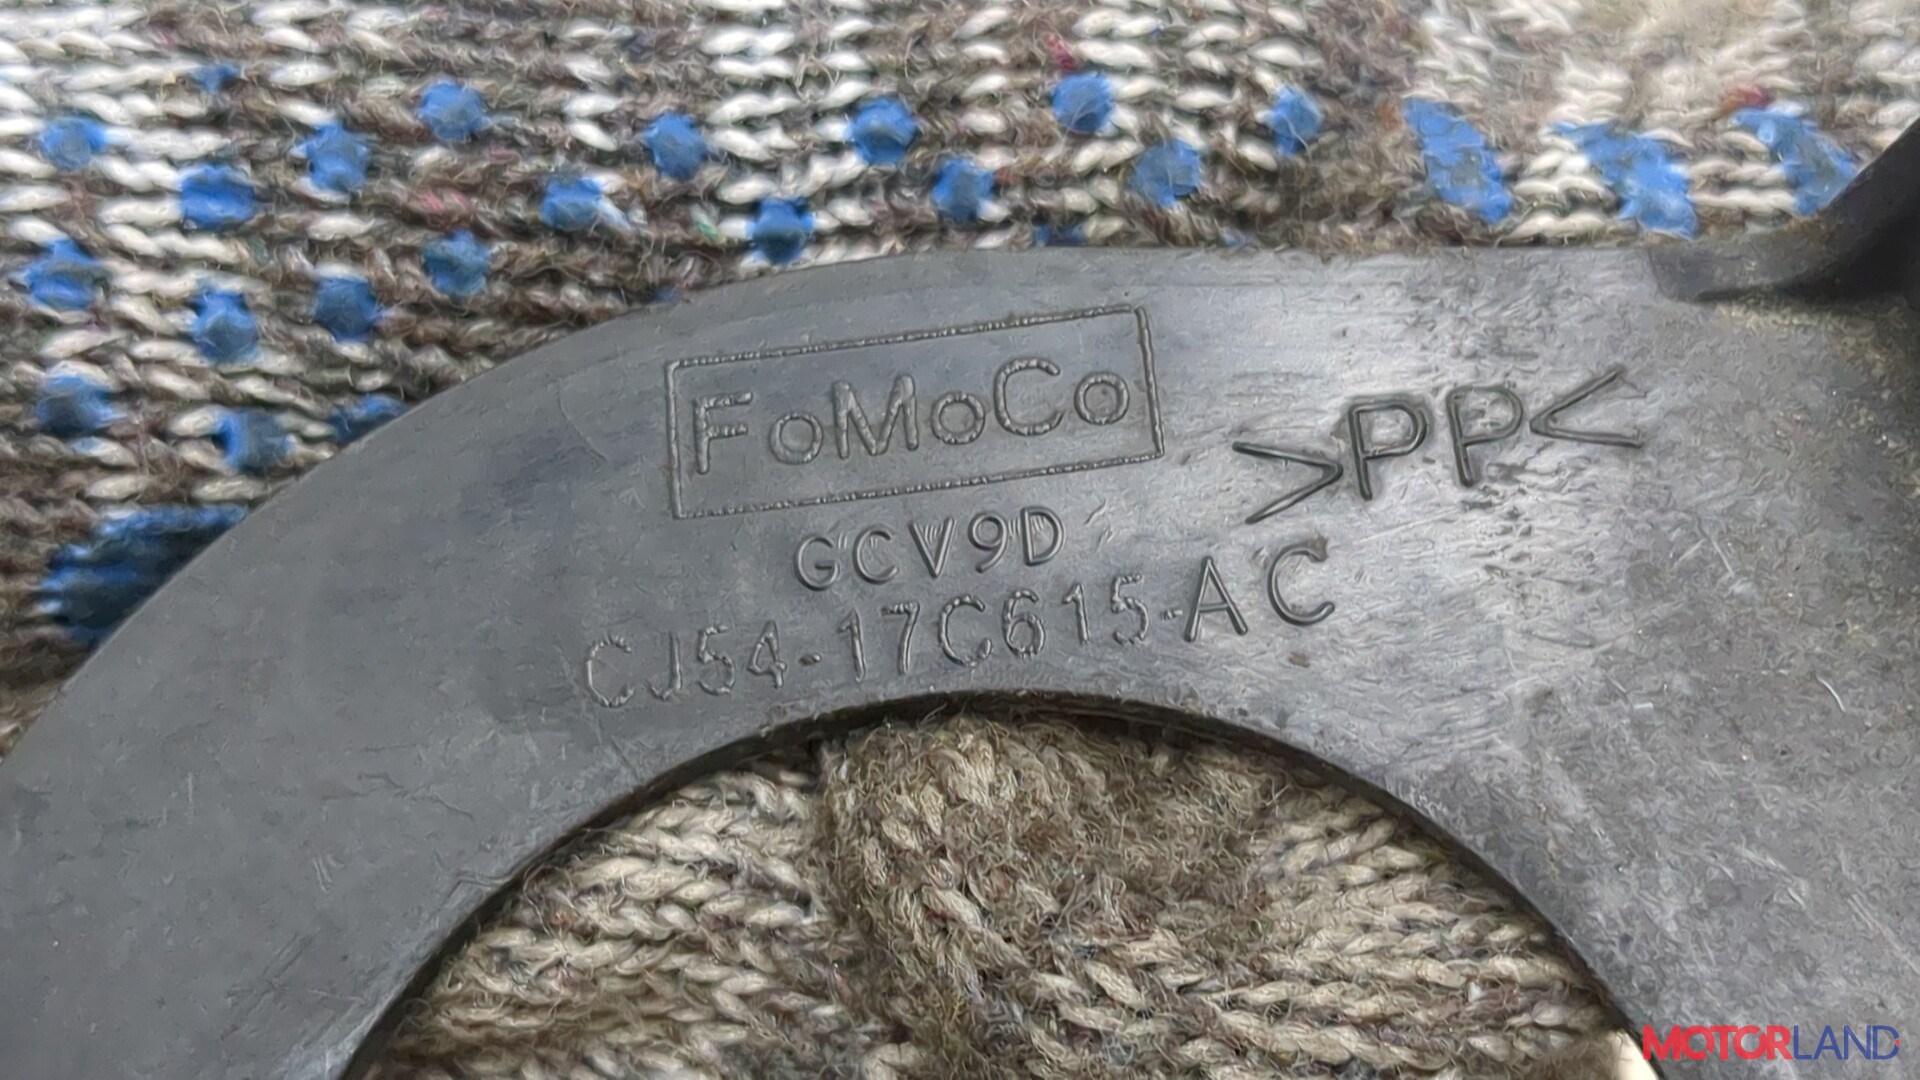 FoMoCo
>PP<
GCV9D
CJ54-17C615-AC
MOTORLAND